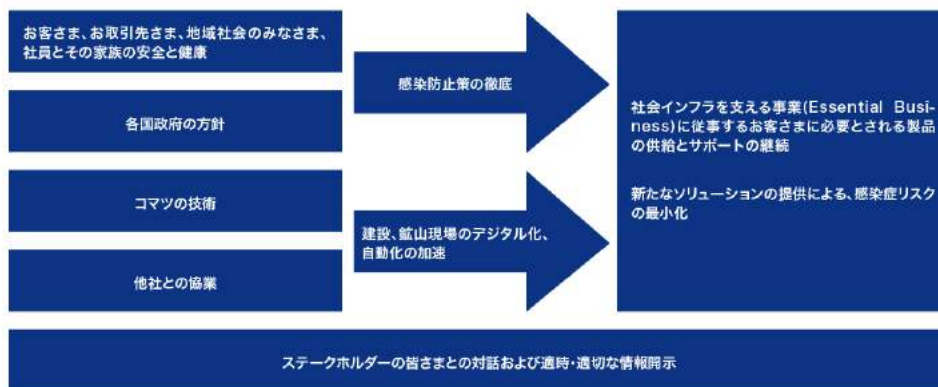 お客さま、お取引先さま、地域社会のみなさま、
社員とその家族の安全と健康
各国政府の方針
コマツの技術
他社との協業
感染防止策の徹底
建設、鉱山現場のデジタル化、
自動化の加速
社会インフラを支える事業(Essential Busi-
ness)に従事するお客さまに必要とされる製品
の供給とサポートの継続
新たなソリューションの提供による、感染症リスク
の最小化
ステークホルダーの皆さまとの対話および適時・適切な情報開示